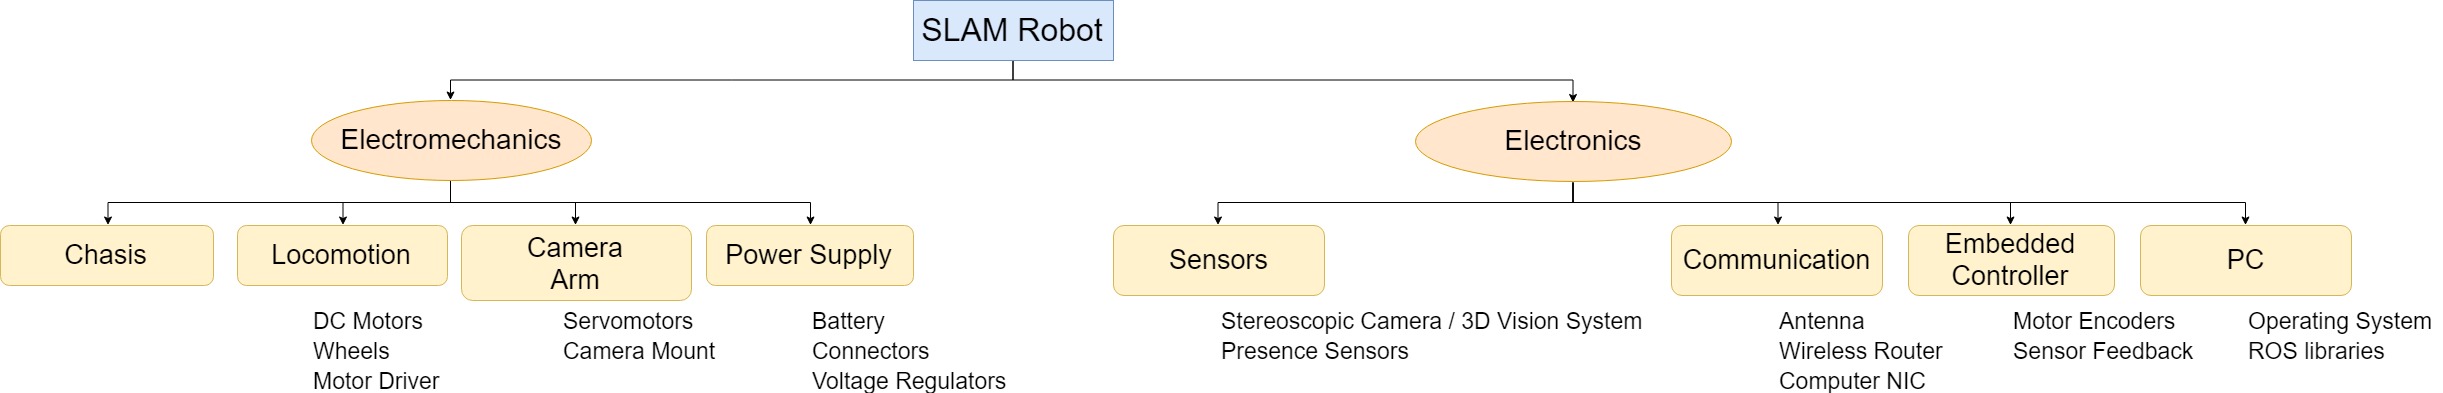 SLAM Robot
Electromechanics
Electronics
Chasis
Locomotion
Camera
Arm
Power Supply
Sensors
Communication
Embedded
Controller
PC
DC Motors
Wheels
Motor Driver
Servomotors
Camera Mount
Battery
Connectors
Voltage Regulators
Stereoscopic Camera / 3D Vision System
Presence Sensors
Antenna
Wireless Router
Computer NIC
Motor Encoders
Sensor Feedback
Operating System
ROS libraries